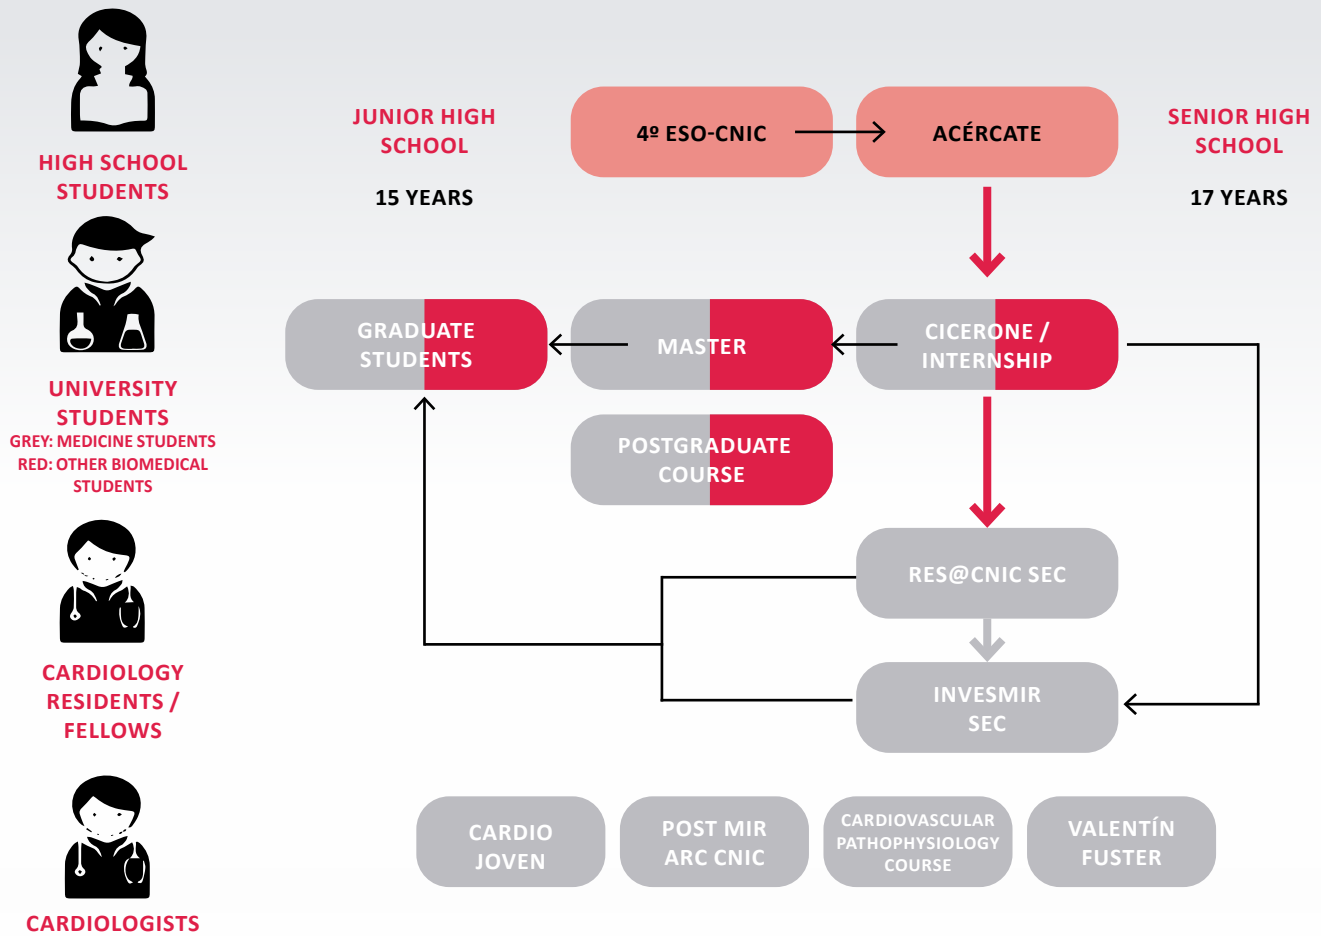 HIGH SCHOOL
STUDENTS
JUNIOR HIGH
SCHOOL
15 YEARS
4º ESO-CNIC
ACÉRCATE
SENIOR HIGH
SCHOOL
17 YEARS
UNIVERSITY
STUDENTS
GREY: MEDICINE STUDENTS
RED: OTHER BIOMEDICAL
STUDENTS
GRADUATE
STUDENTS
MASTER
CICERONE /
INTERNSHIP
POSTGRADUATE
COURSE
CARDIOLOGY
RESIDENTS /
FELLOWS
RES@CNIC SEC
INVESMIR
SEC
CARDIOLOGISTS
CARDIO
JOVEN
POST MIR
ARC CNIC
CARDIOVASCULAR
PATHOPHYSIOLOGY
COURSE
VALENTÍN
FUSTER